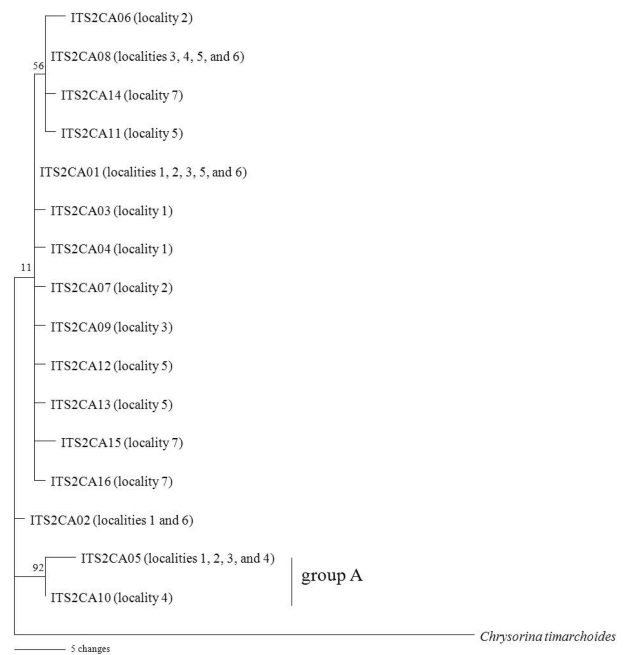 ITS2CA06 (locality 2)
ITS2CA08 (localities 3, 4, 5, and 6)
56
ITS2CA14 (locality 7)
ITS2CA11 (locality 5)
ITS2CA01 (localities 1, 2, 3, 5, and 6)
ITS2CA03 (locality 1)
ITS2CA04 (locality 1)
11
ITS2CA07 (locality 2)
ITS2CA09 (locality 3)
ITS2CA12 (locality 5)
ITS2CA13 (locality 5)
ITS2CA15 (locality 7)
ITS2CA16 (locality 7)
ITS2CA02 (localities 1 and 6)
ITS2CA05 (localities 1, 2, 3, and 4)
92
group A
ITS2CA10 (locality 4)
Chrysorina timarchoides
5 changes